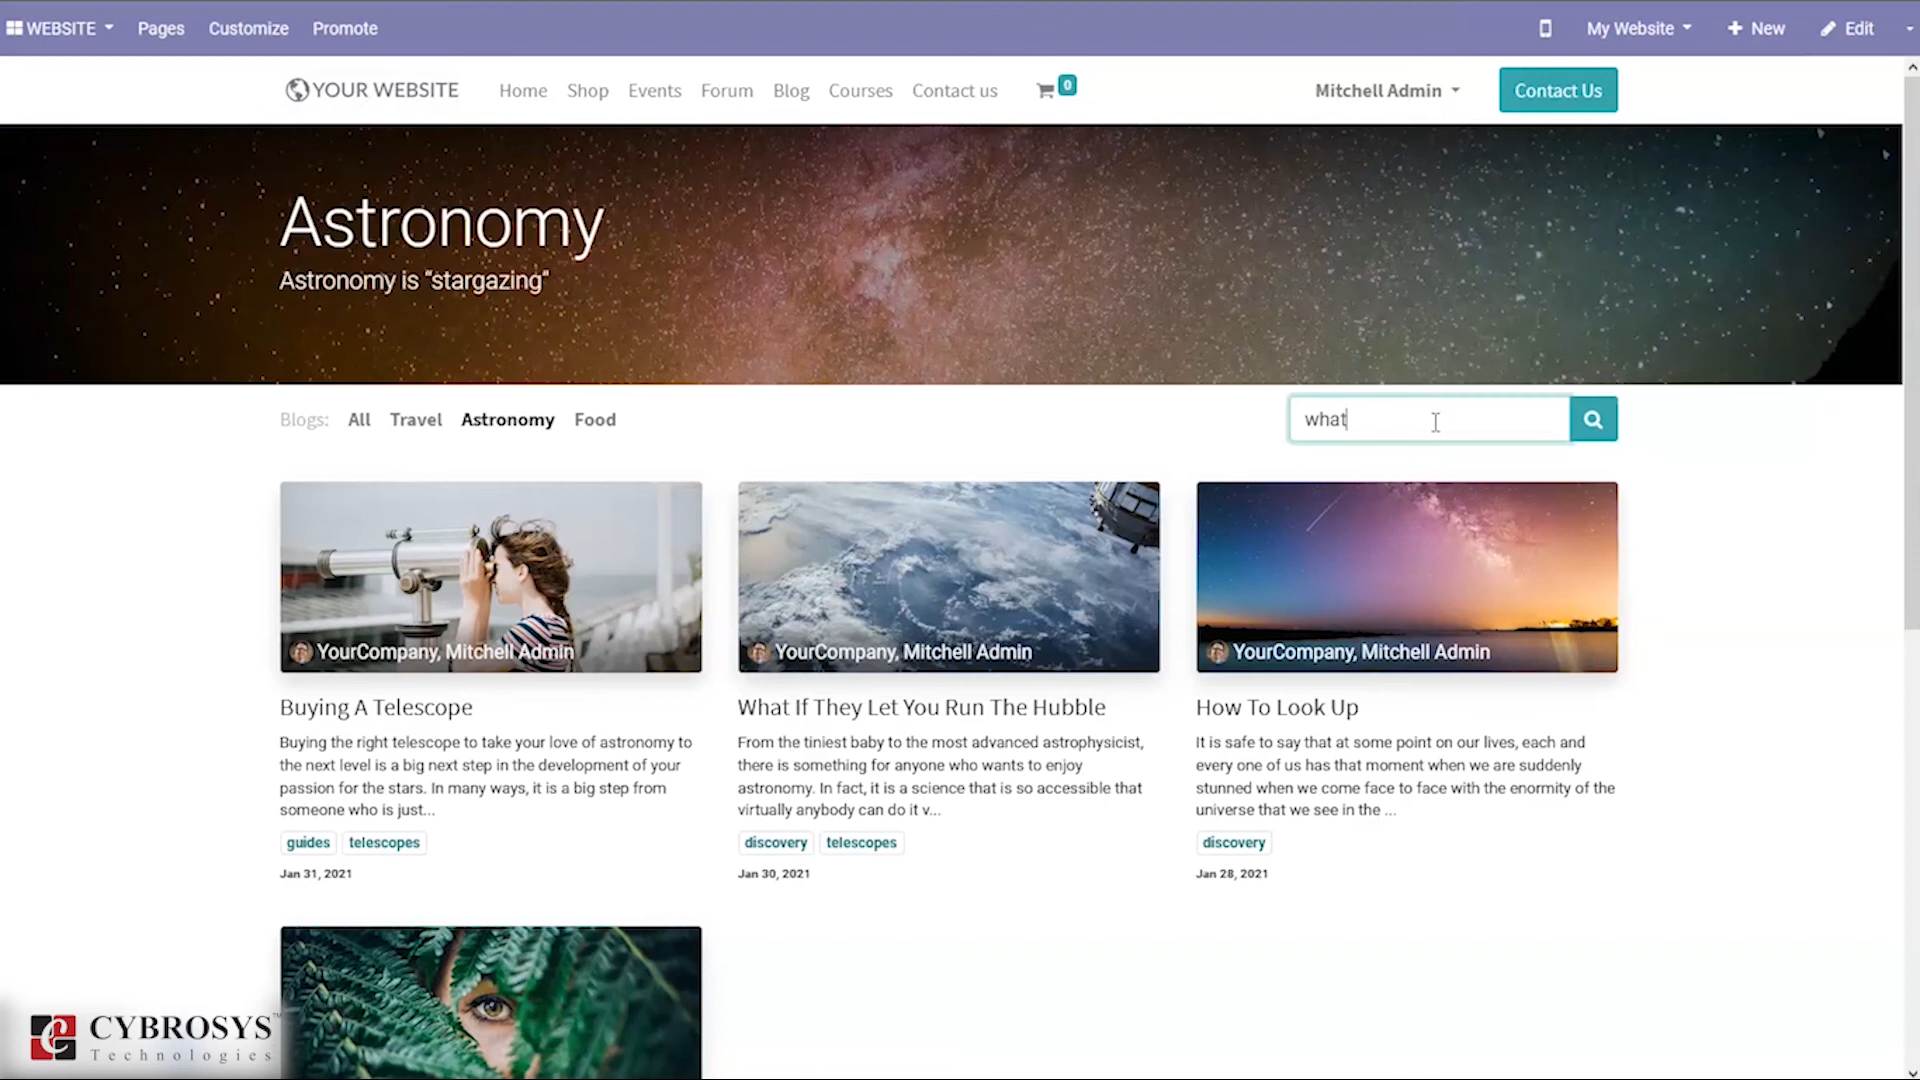 WEBSITE Pages Customize Promote My Website New Edit
YOUR WEBSITE Home Shop Events Forum Blog Courses Contact us 0 Mitchell Admin Contact Us
Astronomy
Astronomy is “stargazing”
Blogs: All Travel Astronomy Food what
YourCompany, Mitchell Admin
YourCompany, Mitchell Admin
YourCompany, Mitchell Admin
Buying A Telescope
Buying the right telescope to take your love of astronomy to
the next level is a big next step in the development of your
passion for the stars. In many ways, it is a big step from
someone who is just...
guides telescopes
Jan 31, 2021
What If They Let You Run The Hubble
From the tiniest baby to the most advanced astrophysicist,
there is something for anyone who wants to enjoy
astronomy. In fact, it is a science that is so accessible that
virtually anybody can do it v...
discovery telescopes
Jan 30, 2021
How To Look Up
It is safe to say that at some point on our lives, each and
every one of us has that moment when we are suddenly
stunned when we come face to face with the enormity of the
universe that we see in the ...
discovery
Jan 28, 2021
CYBROSYS™
Technologies